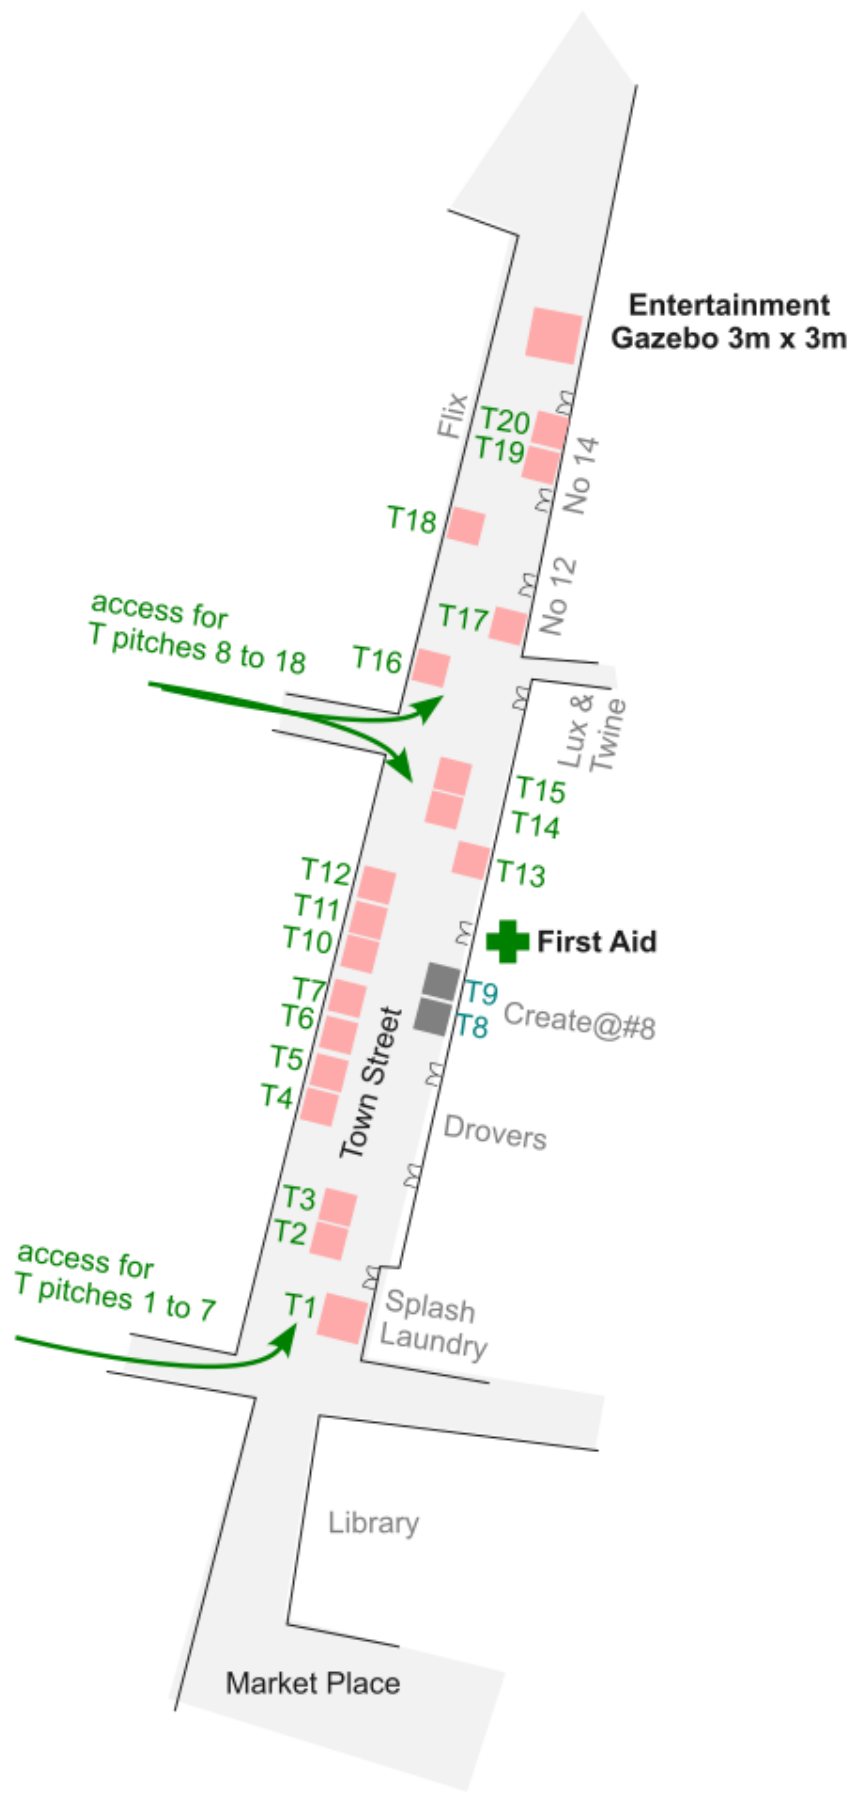 Entertainment
Gazebo 3m x 3m
Flix
T20
T19
No 14
T18
No 12
T17
access for
T pitches 8 to 18
T16
Lux &
Twine
T15
T14
T13
T12
T11
T10
First Aid
T7
T9
T6
T8
Create@#8
T5
T4
Town Street
Drovers
T3
T2
access for
T pitches 1 to 7
T1
Splash
Laundry
Library
Market Place